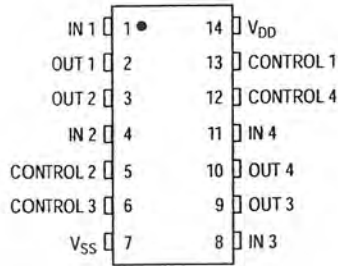 IN 1 1 14 VDD
OUT 1 2 13 CONTROL 1
OUT 2 3 12 CONTROL 4
IN 2 4 11 IN 4
CONTROL 2 5 10 OUT 4
CONTROL 3 6 9 OUT 3
VSS 7 8 IN 3